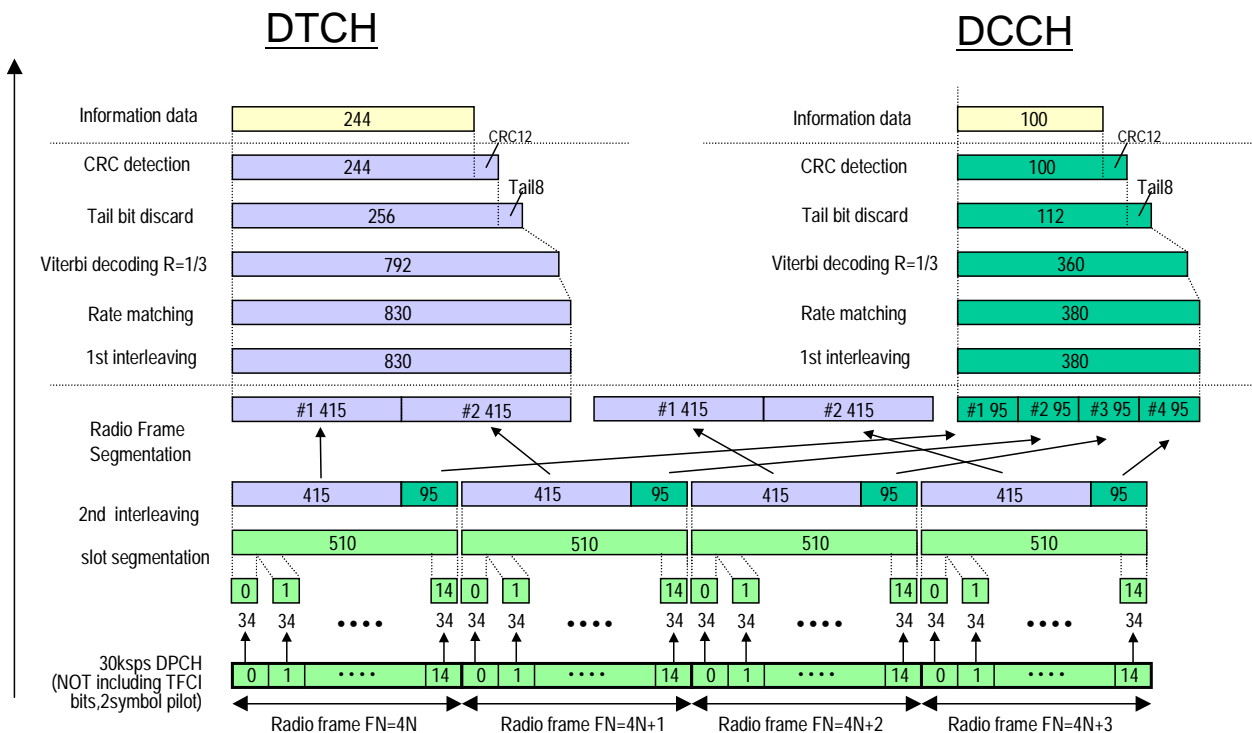 DTCH DCCH
Information data 244 Information data 100
CRC12 CRC12
CRC detection 244 CRC detection 100
Tail8 Tail8
Tail bit discard 256 Tail bit discard 112
Viterbi decoding R=1/3 792 Viterbi decoding R=1/3 360
Rate matching 830 Rate matching 380
1st interleaving 830 1st interleaving 380
#1 415 #2 415 #1 415 #2 415 #1 95 #2 95 #3 95 #4 95
Radio Frame
Segmentation
415 95 415 95 415 95 415 95
2nd interleaving
510 510 510 510
slot segmentation
0 1 14 0 1 14 0 1 14 0 1 14
34 34 •••• 34 34 34 •••• 34 34 34 •••• 34 34 34 •••• 34
30ksps DPCH
(NOT including TFCI
bits,2symbol pilot)
0 1 •••• 14 0 1 •••• 14 0 1 •••• 14 0 1 •••• 14
Radio frame FN=4N Radio frame FN=4N+1 Radio frame FN=4N+2 Radio frame FN=4N+3